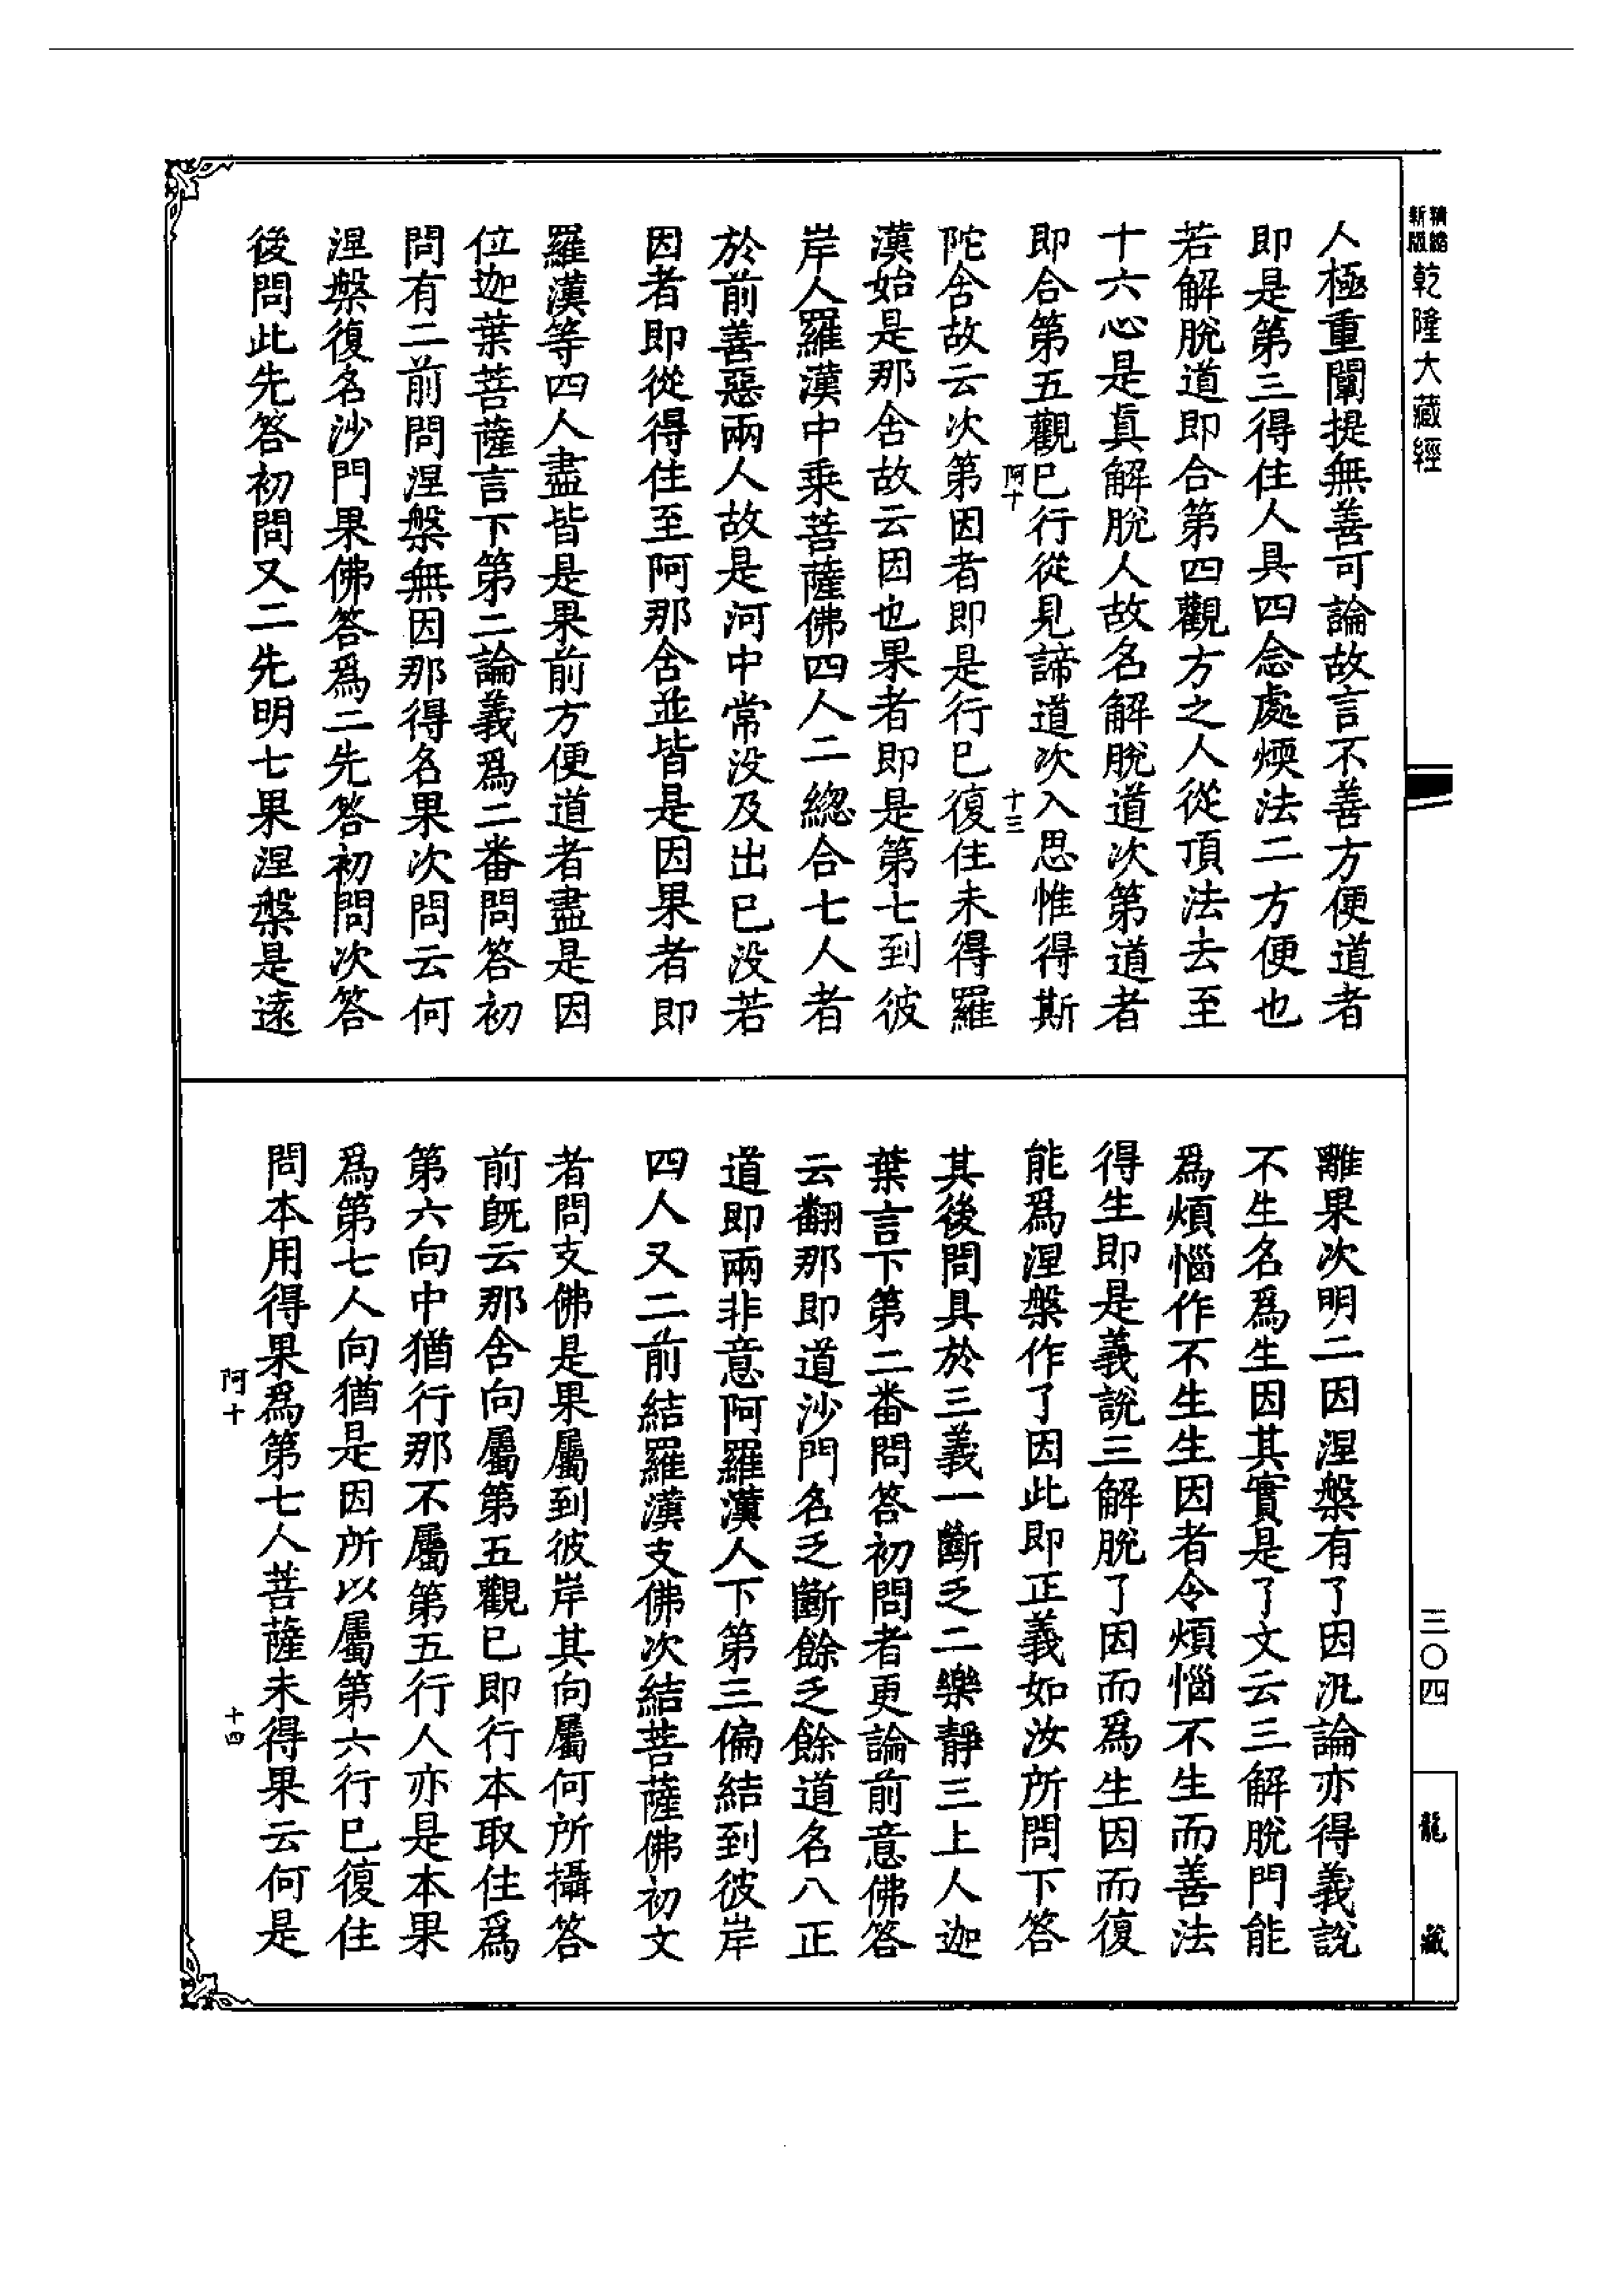 新版精縮乾隆大藏經
人極重闡提無善可論故言不善方便道者
即是第三得住人具四念處煗法二方便也
若解脫道即合第四觀方之人從頂法去至
十六心是真解脫人故名解脫道次第道者
即合第五觀已行從見諦道次入思惟得斯
阿十 十三
陀含故云次第因者即是行已復住未得羅
漢始是那含故云因也果者即是第七到彼
岸人羅漢中乘菩薩佛四人二總合七人者
於前善惡兩人故是河中常沒及出已沒若
因者即從得住至阿那含並皆是因果者即
羅漢等四人盡皆是果前方便道者盡是因
位迦葉菩薩言下第二論義爲二番問答初
問有二前問涅槃無因那得名果次問云何
涅槃復名沙門果佛答爲二先答初問次答
後問此先答初問又二先明七果涅槃是遠
離果次明二因涅槃有了因汎論亦得義說
不生名爲生因其實是了文云三解脫門能
爲煩惱作不生生因者令煩惱不生而善法
得生即是義說三解脫了因而爲生因而復
能爲涅槃作了因此即正義如汝所問下答
其後問具於三義一斷乏二樂靜三上人迦
葉言下第二番問答初問者更論前意佛答
云翻那即道沙門名乏斷餘乏餘道名八正
道即兩非意阿羅漢人下第三偏結到彼岸
四人又二前結羅漢支佛次結菩薩佛初文
者問支佛是果屬到彼岸其向屬何所攝答
前既云那含向屬第五觀已即行本取住爲
第六向中猶行那不屬第五行人亦是本果
爲第七人向猶是因所以屬第六行已復住
問本用得果爲第七人菩薩未得果云何是
阿十 十四
三〇四
龍藏